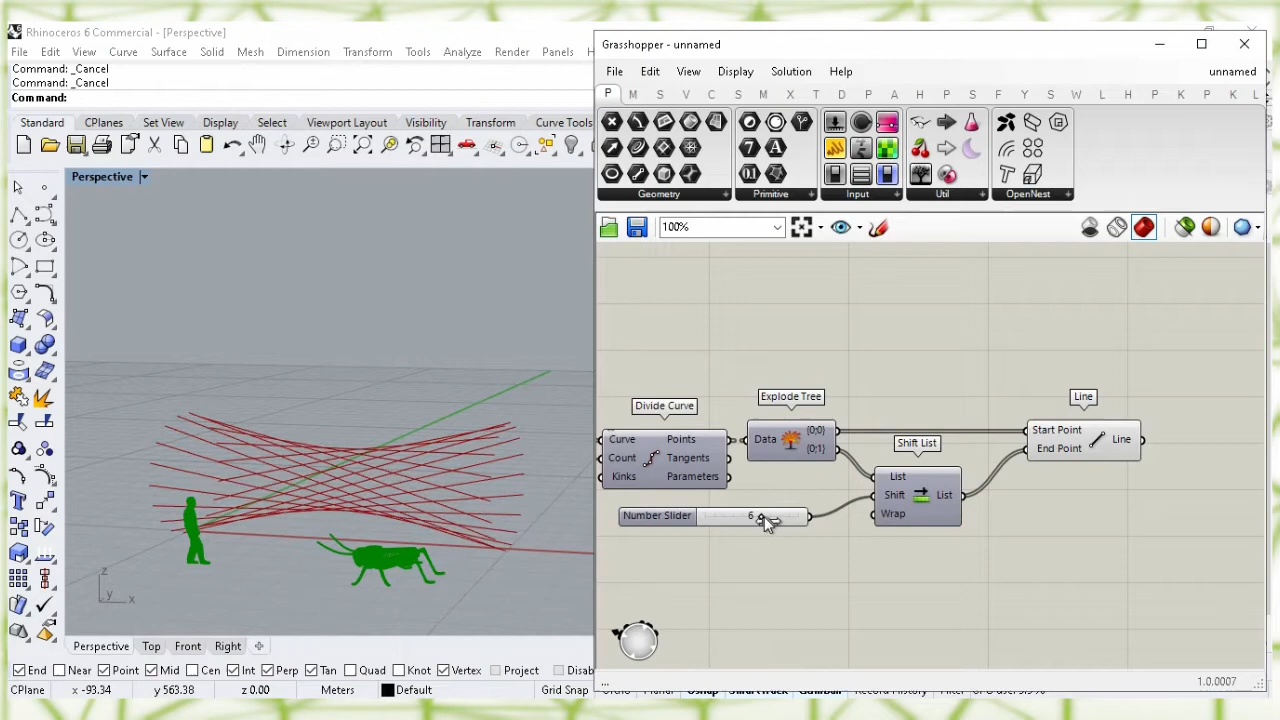 Rhinoceros 6 Commercial - [Perspective]
File Edit View Curve Surface Solid Mesh Dimension Transform Tools Analyze Render Panels
Command: _Cancel
Command: _Cancel
Command:
Standard CPlanes Set View Display Select Viewport Layout Visibility Transform Curve Tools
Perspective
z
y x
Perspective Top Front Right
End Near Point Mid Cen Int Perp Tan Quad Knot Vertex Project
CPlane x -93.34 y 563.38 z 0.00 Meters Default Grid Snap
Grasshopper - unnamed
File Edit View Display Solution Help unnamed
P M S V C S M X T D P A H P S F Y S W L H P K P K L
Geometry Primitive Input Util OpenNest
100%
Divide Curve
Curve Points
Count Tangents
Kinks Parameters
Explode Tree
Data {0;0}
{0;1}
Shift List
List
Shift List
Wrap
Number Slider 6
Line
Start Point Line
End Point
...
1.0.0007